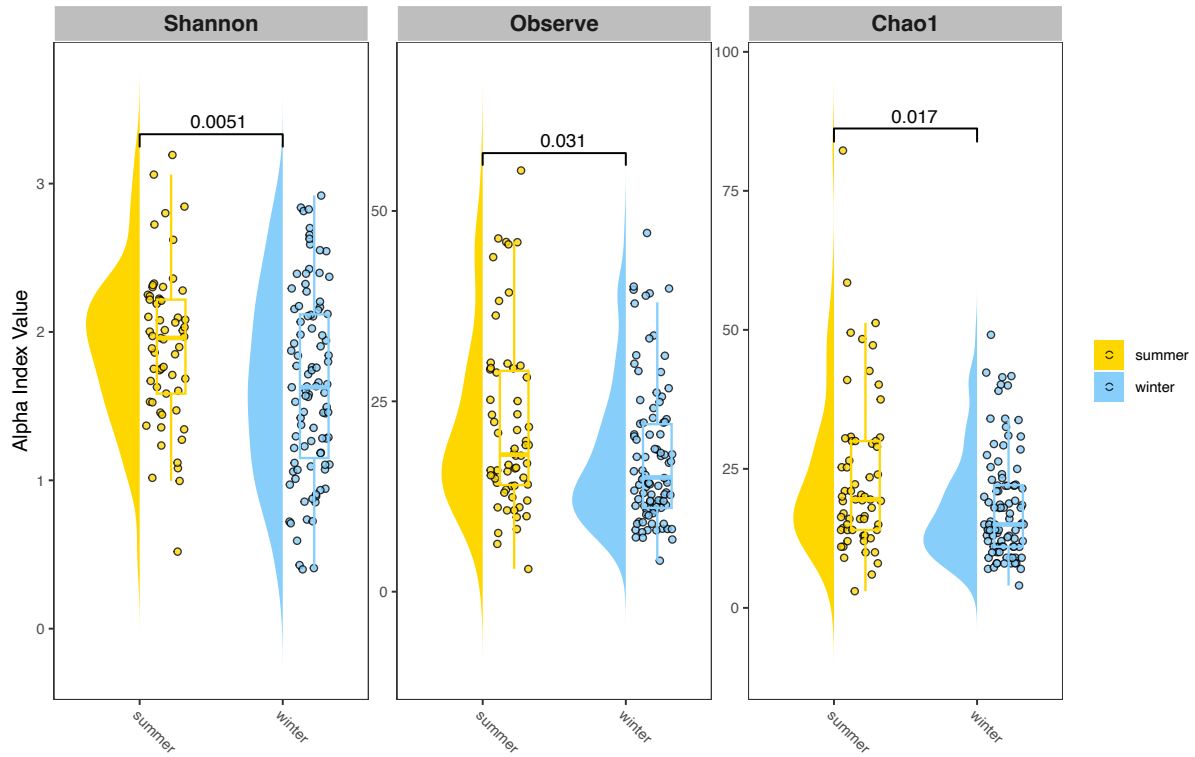 Shannon
Observe
Chao1
Alpha Index Value
0
1
2
3
0.0051
summer
winter
0
25
50
0.031
summer
winter
0
25
50
75
100
0.017
summer
winter
summer
winter